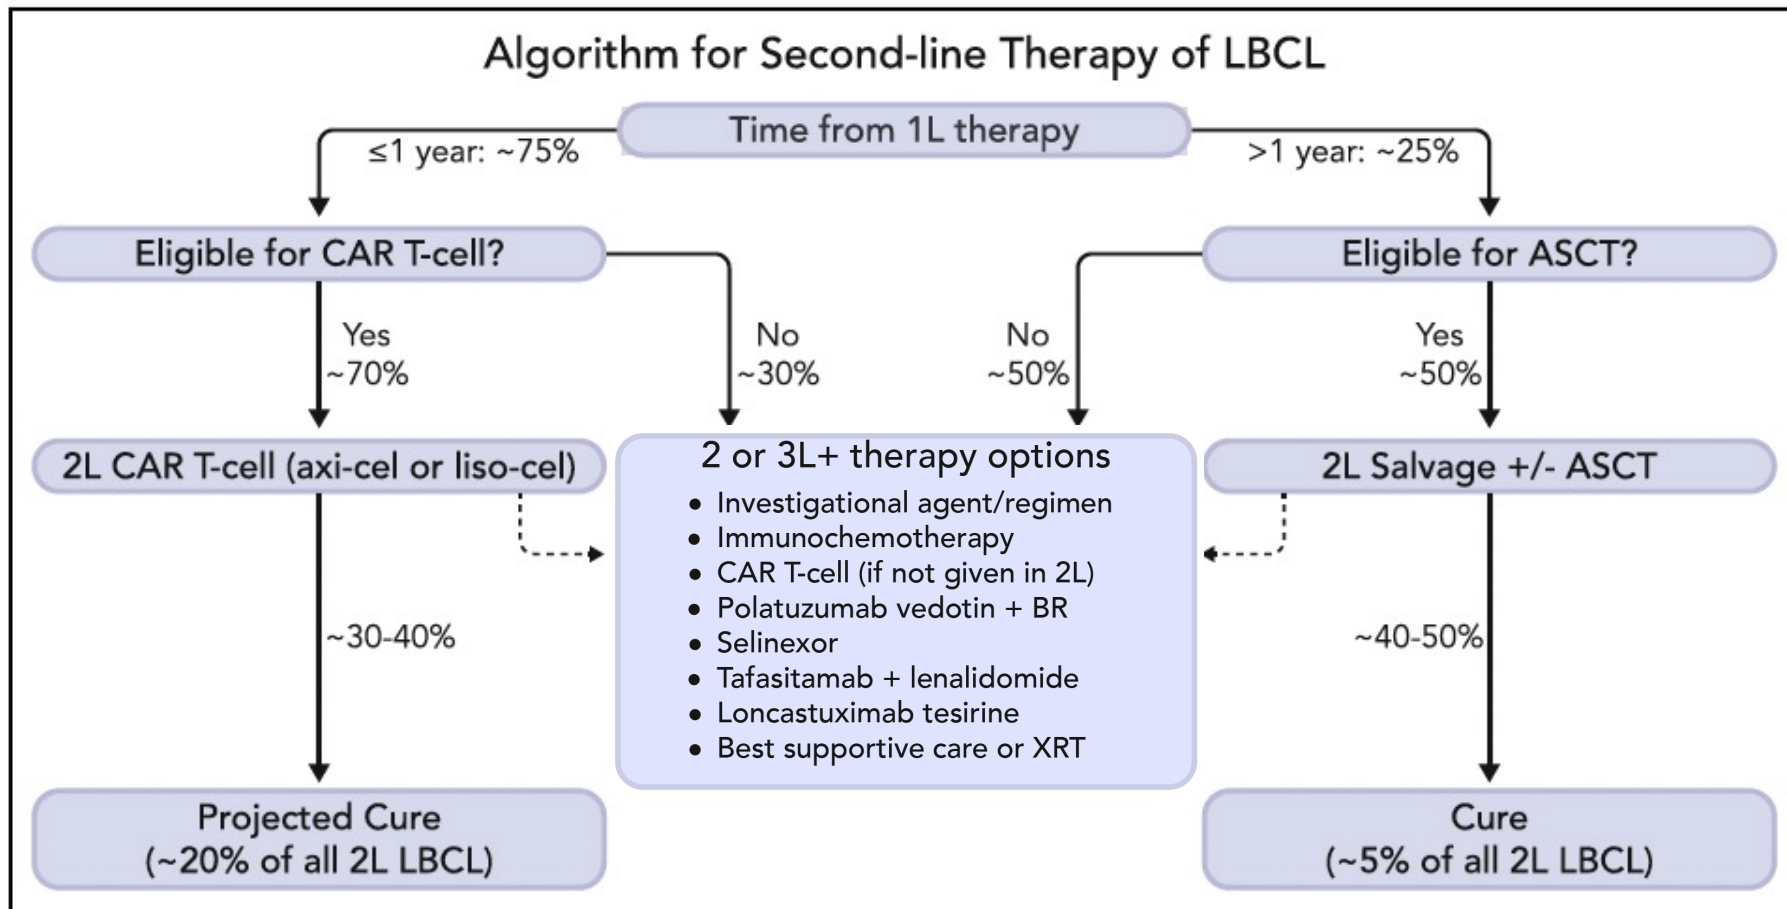 Algorithm for Second-line Therapy of LBCL
Time from 1L therapy
≤1 year: ~75%
>1 year: ~25%
Eligible for CAR T-cell?
Eligible for ASCT?
Yes
~70%
No
~30%
No
~50%
Yes
~50%
2L CAR T-cell (axi-cel or liso-cel)
2 or 3L+ therapy options
• Investigational agent/regimen
• Immunochemotherapy
• CAR T-cell (if not given in 2L)
• Polatuzumab vedotin + BR
• Selinexor
• Tafasitamab + lenalidomide
• Loncastuximab tesirine
• Best supportive care or XRT
2L Salvage +/- ASCT
~30-40%
~40-50%
Projected Cure
(~20% of all 2L LBCL)
Cure
(~5% of all 2L LBCL)